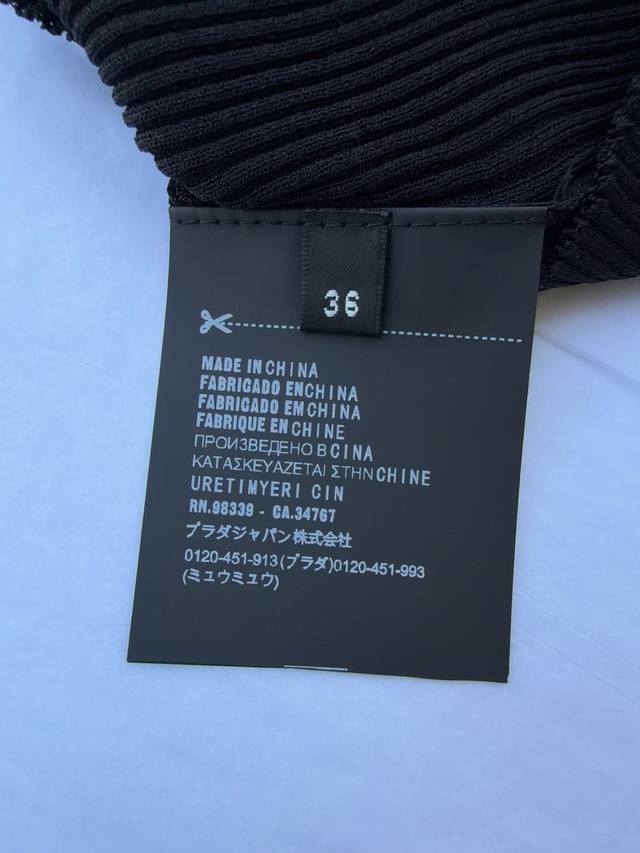 36
MADE IN CHINA
FABRICADO EN CHINA
FABRICADO EM CHINA
FABRIQUE EN CHINE
ПРОИЗВЕДЕНО В CINA
ΚΑΤΑΣΚΕΥΑΖΕΤΑΙ ΣΤΗΝ CHINE
URETIMYERI CIN
RN.98339 - CA.34767
プラダジャパン株式会社
0120-451-913(プラダ)0120-451-993
(ミュウミュウ)